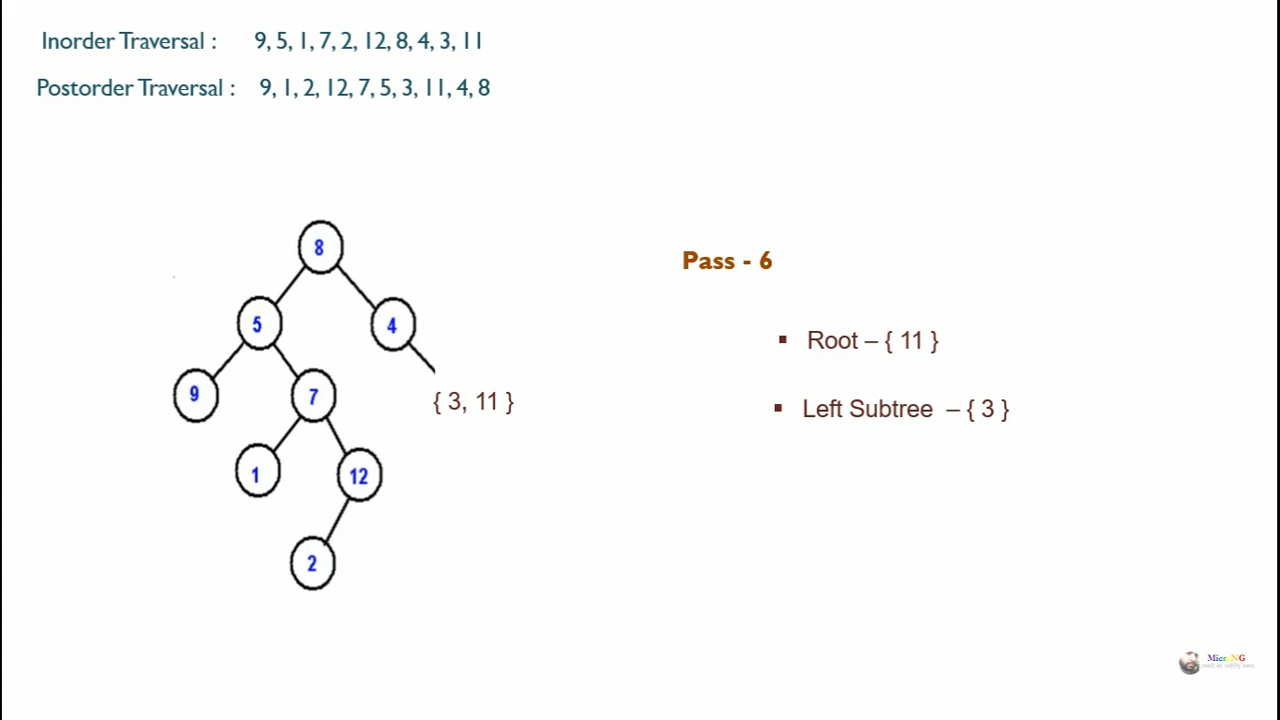 Inorder Traversal : 9, 5, 1, 7, 2, 12, 8, 4, 3, 11
Postorder Traversal : 9, 1, 2, 12, 7, 5, 3, 11, 4, 8
8
Pass - 6
5
4
▪ Root – { 11 }
9
7
{ 3, 11 }
▪ Left Subtree – { 3 }
1
12
2
MicroNG